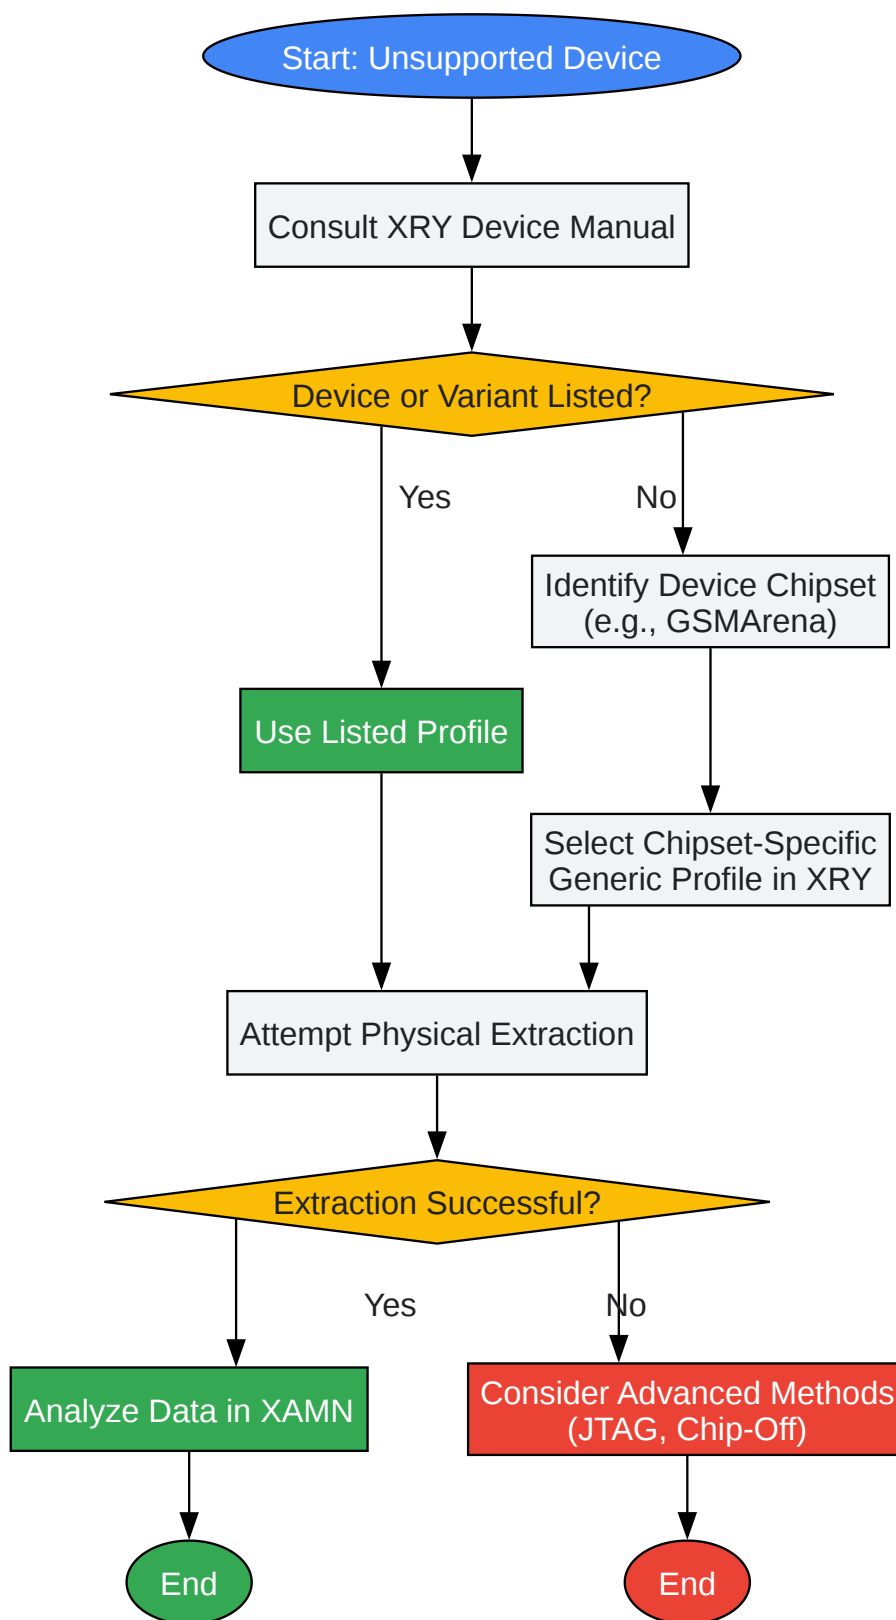 Start: Unsupported Device
Consult XRY Device Manual
Device or Variant Listed?
Yes
No
Identify Device Chipset
(e.g., GSMArena)
Use Listed Profile
Select Chipset-Specific
Generic Profile in XRY
Attempt Physical Extraction
Extraction Successful?
Yes
No
Analyze Data in XAMN
Consider Advanced Methods
(JTAG, Chip-Off)
End
End